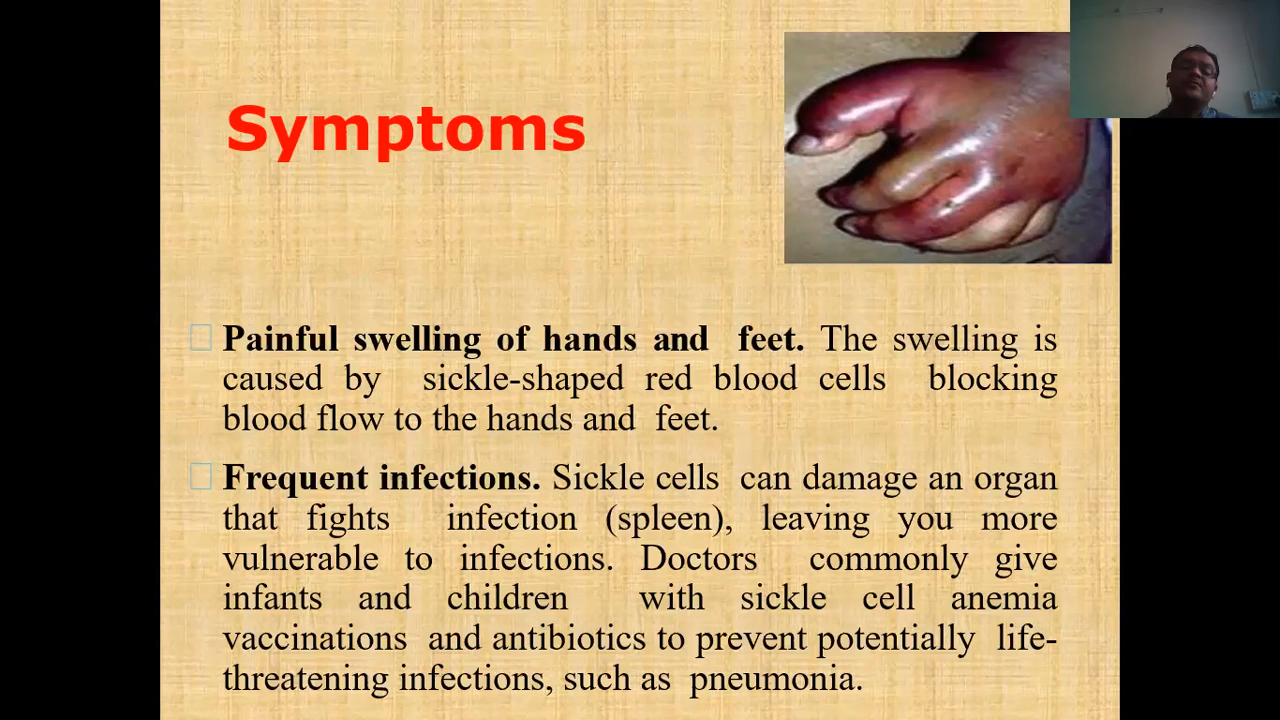 Symptoms
Painful swelling of hands and feet. The swelling is
caused by sickle-shaped red blood cells blocking
blood flow to the hands and feet.
Frequent infections. Sickle cells can damage an organ
that fights infection (spleen), leaving you more
vulnerable to infections. Doctors commonly give
infants and children with sickle cell anemia
vaccinations and antibiotics to prevent potentially life-
threatening infections, such as pneumonia.